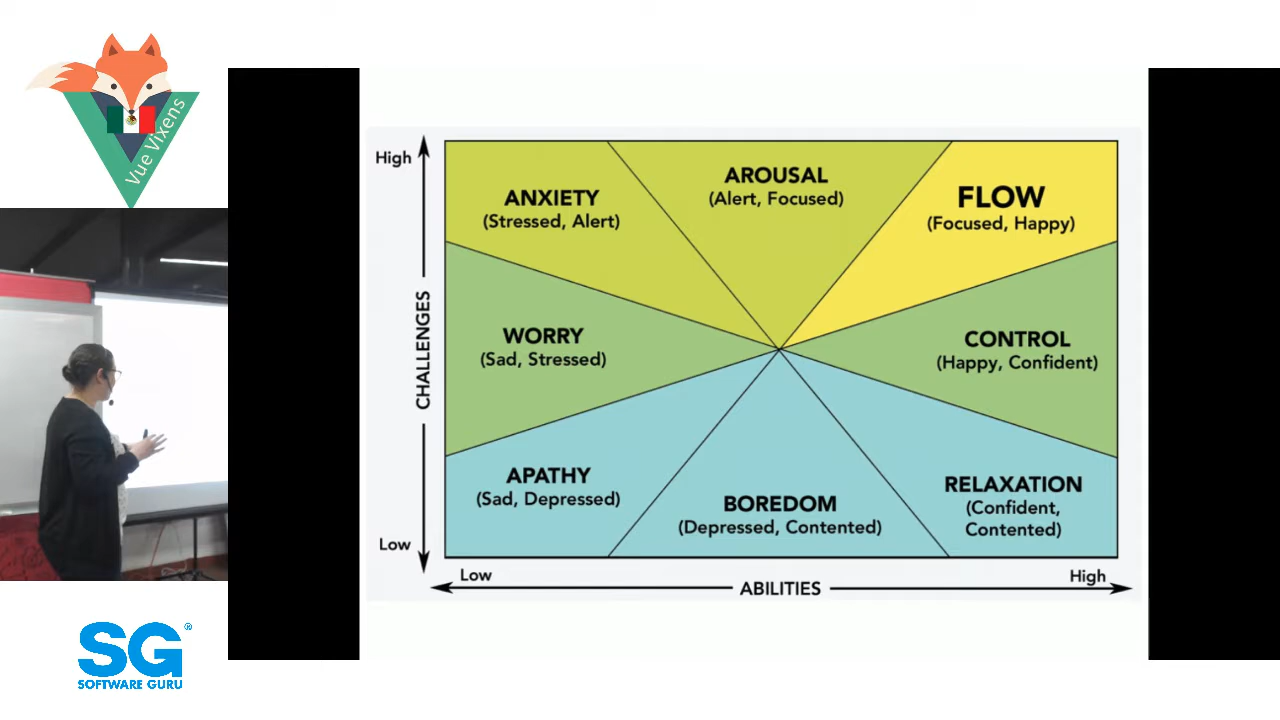 Vue Vixens
High
ANXIETY
(Stressed, Alert)
AROUSAL
(Alert, Focused)
FLOW
(Focused, Happy)
CHALLENGES
WORRY
(Sad, Stressed)
CONTROL
(Happy, Confident)
APATHY
(Sad, Depressed)
BOREDOM
(Depressed, Contented)
RELAXATION
(Confident,
Contented)
Low
Low
ABILITIES
High
SG®
SOFTWARE GURU